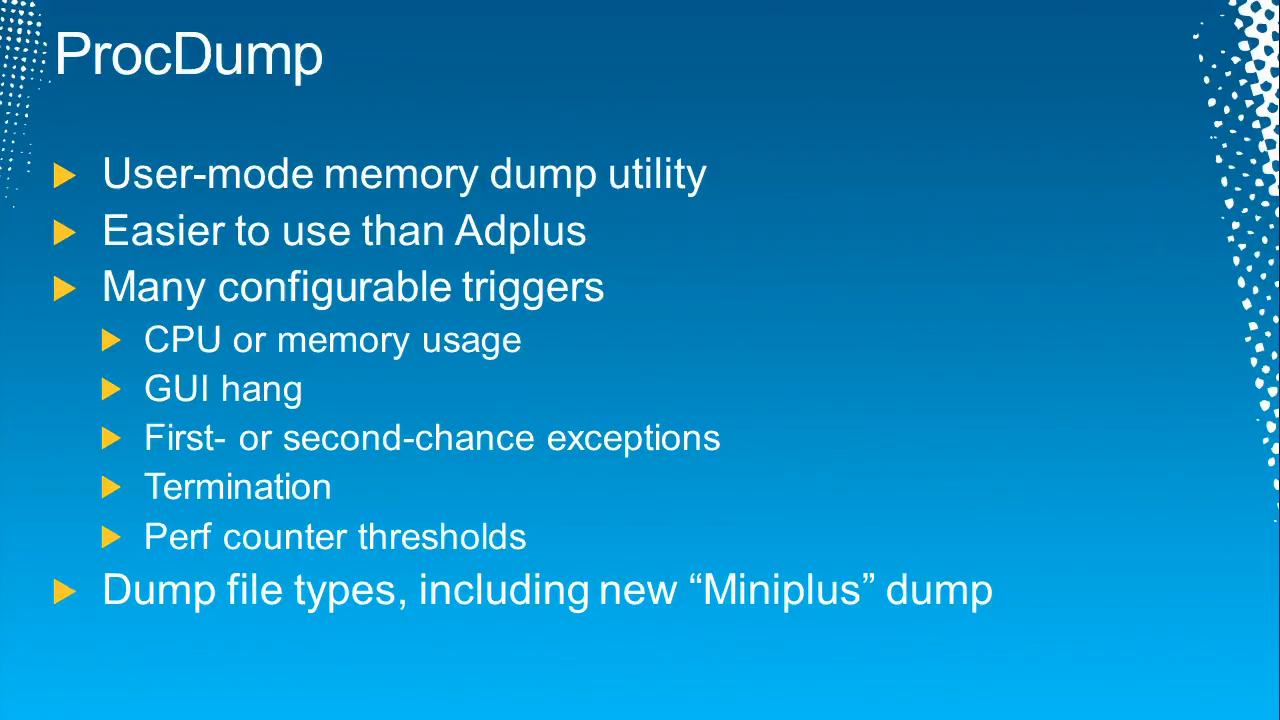 ProcDump
User-mode memory dump utility
Easier to use than Adplus
Many configurable triggers
CPU or memory usage
GUI hang
First- or second-chance exceptions
Termination
Perf counter thresholds
Dump file types, including new “Miniplus” dump